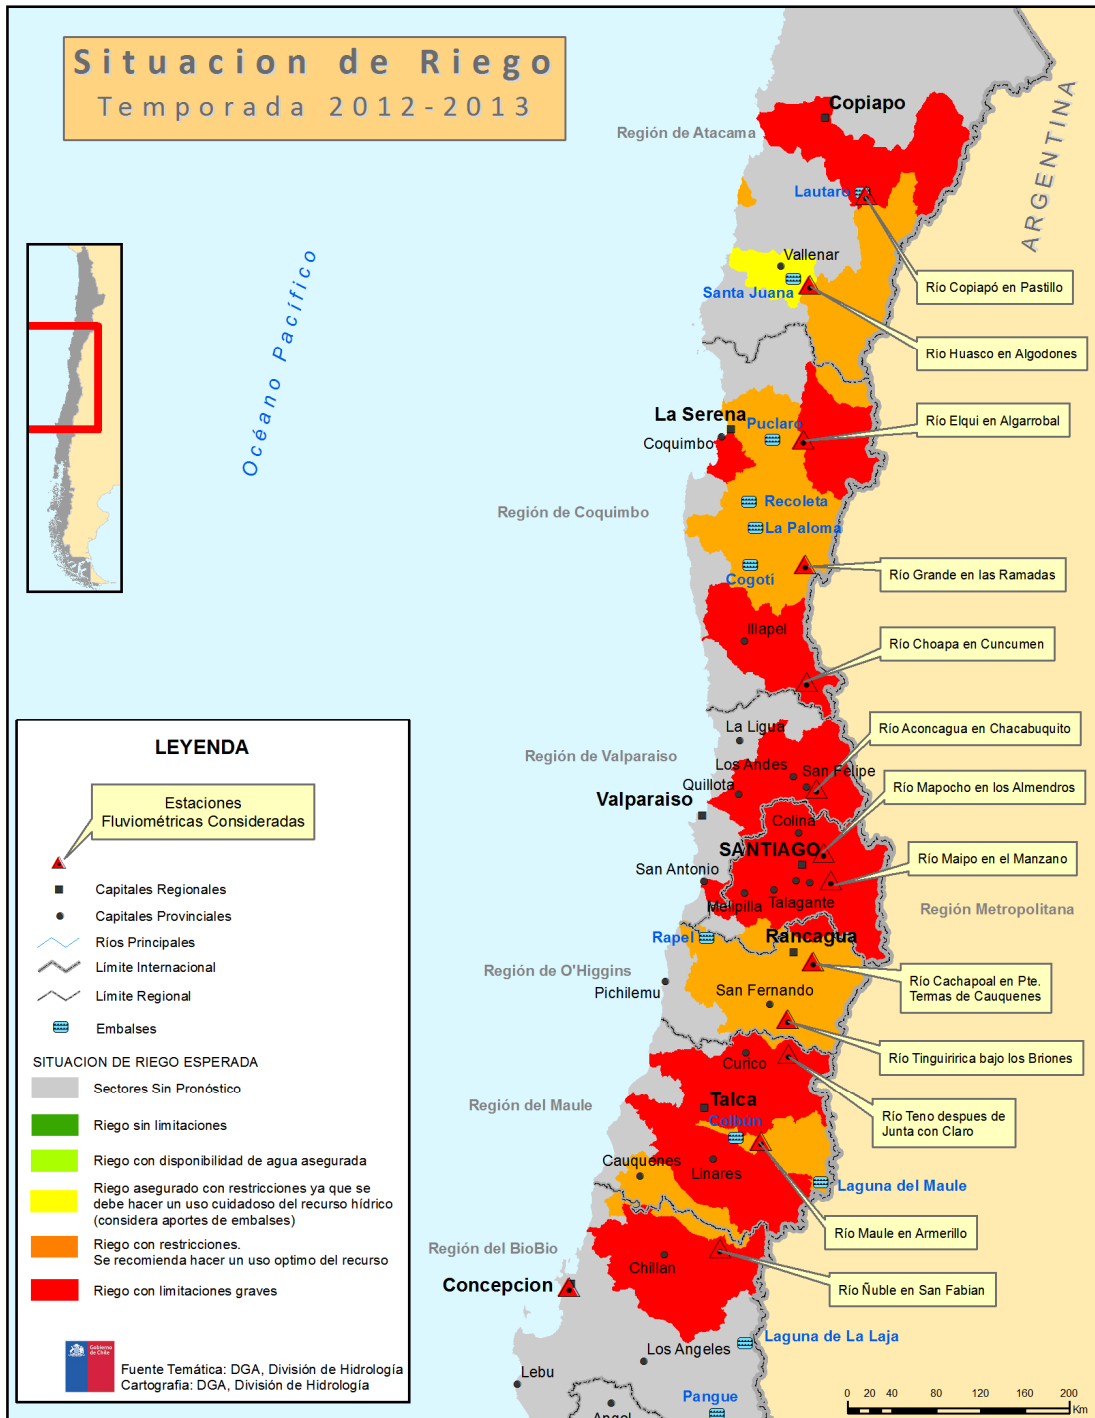 Situacion de Riego
Temporada 2012-2013
Copiapo
Región de Atacama
ARGENTINA
Lautaro
Vallenar
Santa Juana
Río Copiapó en Pastillo
Río Huasco en Algodones
Océano Pacífico
La Serena
Puclaro
Coquimbo
Río Elqui en Algarrobal
Recoleta
Región de Coquimbo
La Paloma
Cogotí
Río Grande en las Ramadas
Illapel
Río Choapa en Cuncumen
La Ligua
Río Aconcagua en Chacabuquito
Región de Valparaiso
Los Andes
San Felipe
Quillota
Río Mapocho en los Almendros
Valparaiso
Colina
SANTIAGO
Río Maipo en el Manzano
San Antonio
Melipilla
Talagante
Región Metropolitana
Rapel
Rancagua
Región de O'Higgins
Pichilemu
San Fernando
Río Cachapoal en Pte.
Termas de Cauquenes
Río Tinguiririca bajo los Briones
Curico
Región del Maule
Talca
Colbún
Río Teno despues de
Junta con Claro
Cauquenes
Linares
Laguna del Maule
Río Maule en Armerillo
Región del BioBio
Chillan
Concepcion
Río Ñuble en San Fabian
Laguna de La Laja
Los Angeles
Lebu
Pangue
Angol
LEYENDA
Estaciones
Fluviométricas Consideradas
Capitales Regionales
Capitales Provinciales
Ríos Principales
Límite Internacional
Límite Regional
Embalses
SITUACION DE RIEGO ESPERADA
Sectores Sin Pronóstico
Riego sin limitaciones
Riego con disponibilidad de agua asegurada
Riego asegurado con restricciones ya que se
debe hacer un uso cuidadoso del recurso hídrico
(considera aportes de embalses)
Riego con restricciones.
Se recomienda hacer un uso optimo del recurso
Riego con limitaciones graves
Gobierno
de Chile
Fuente Temática: DGA, División de Hidrología
Cartografia: DGA, División de Hidrología
0 20 40 80 120 160 200
Km